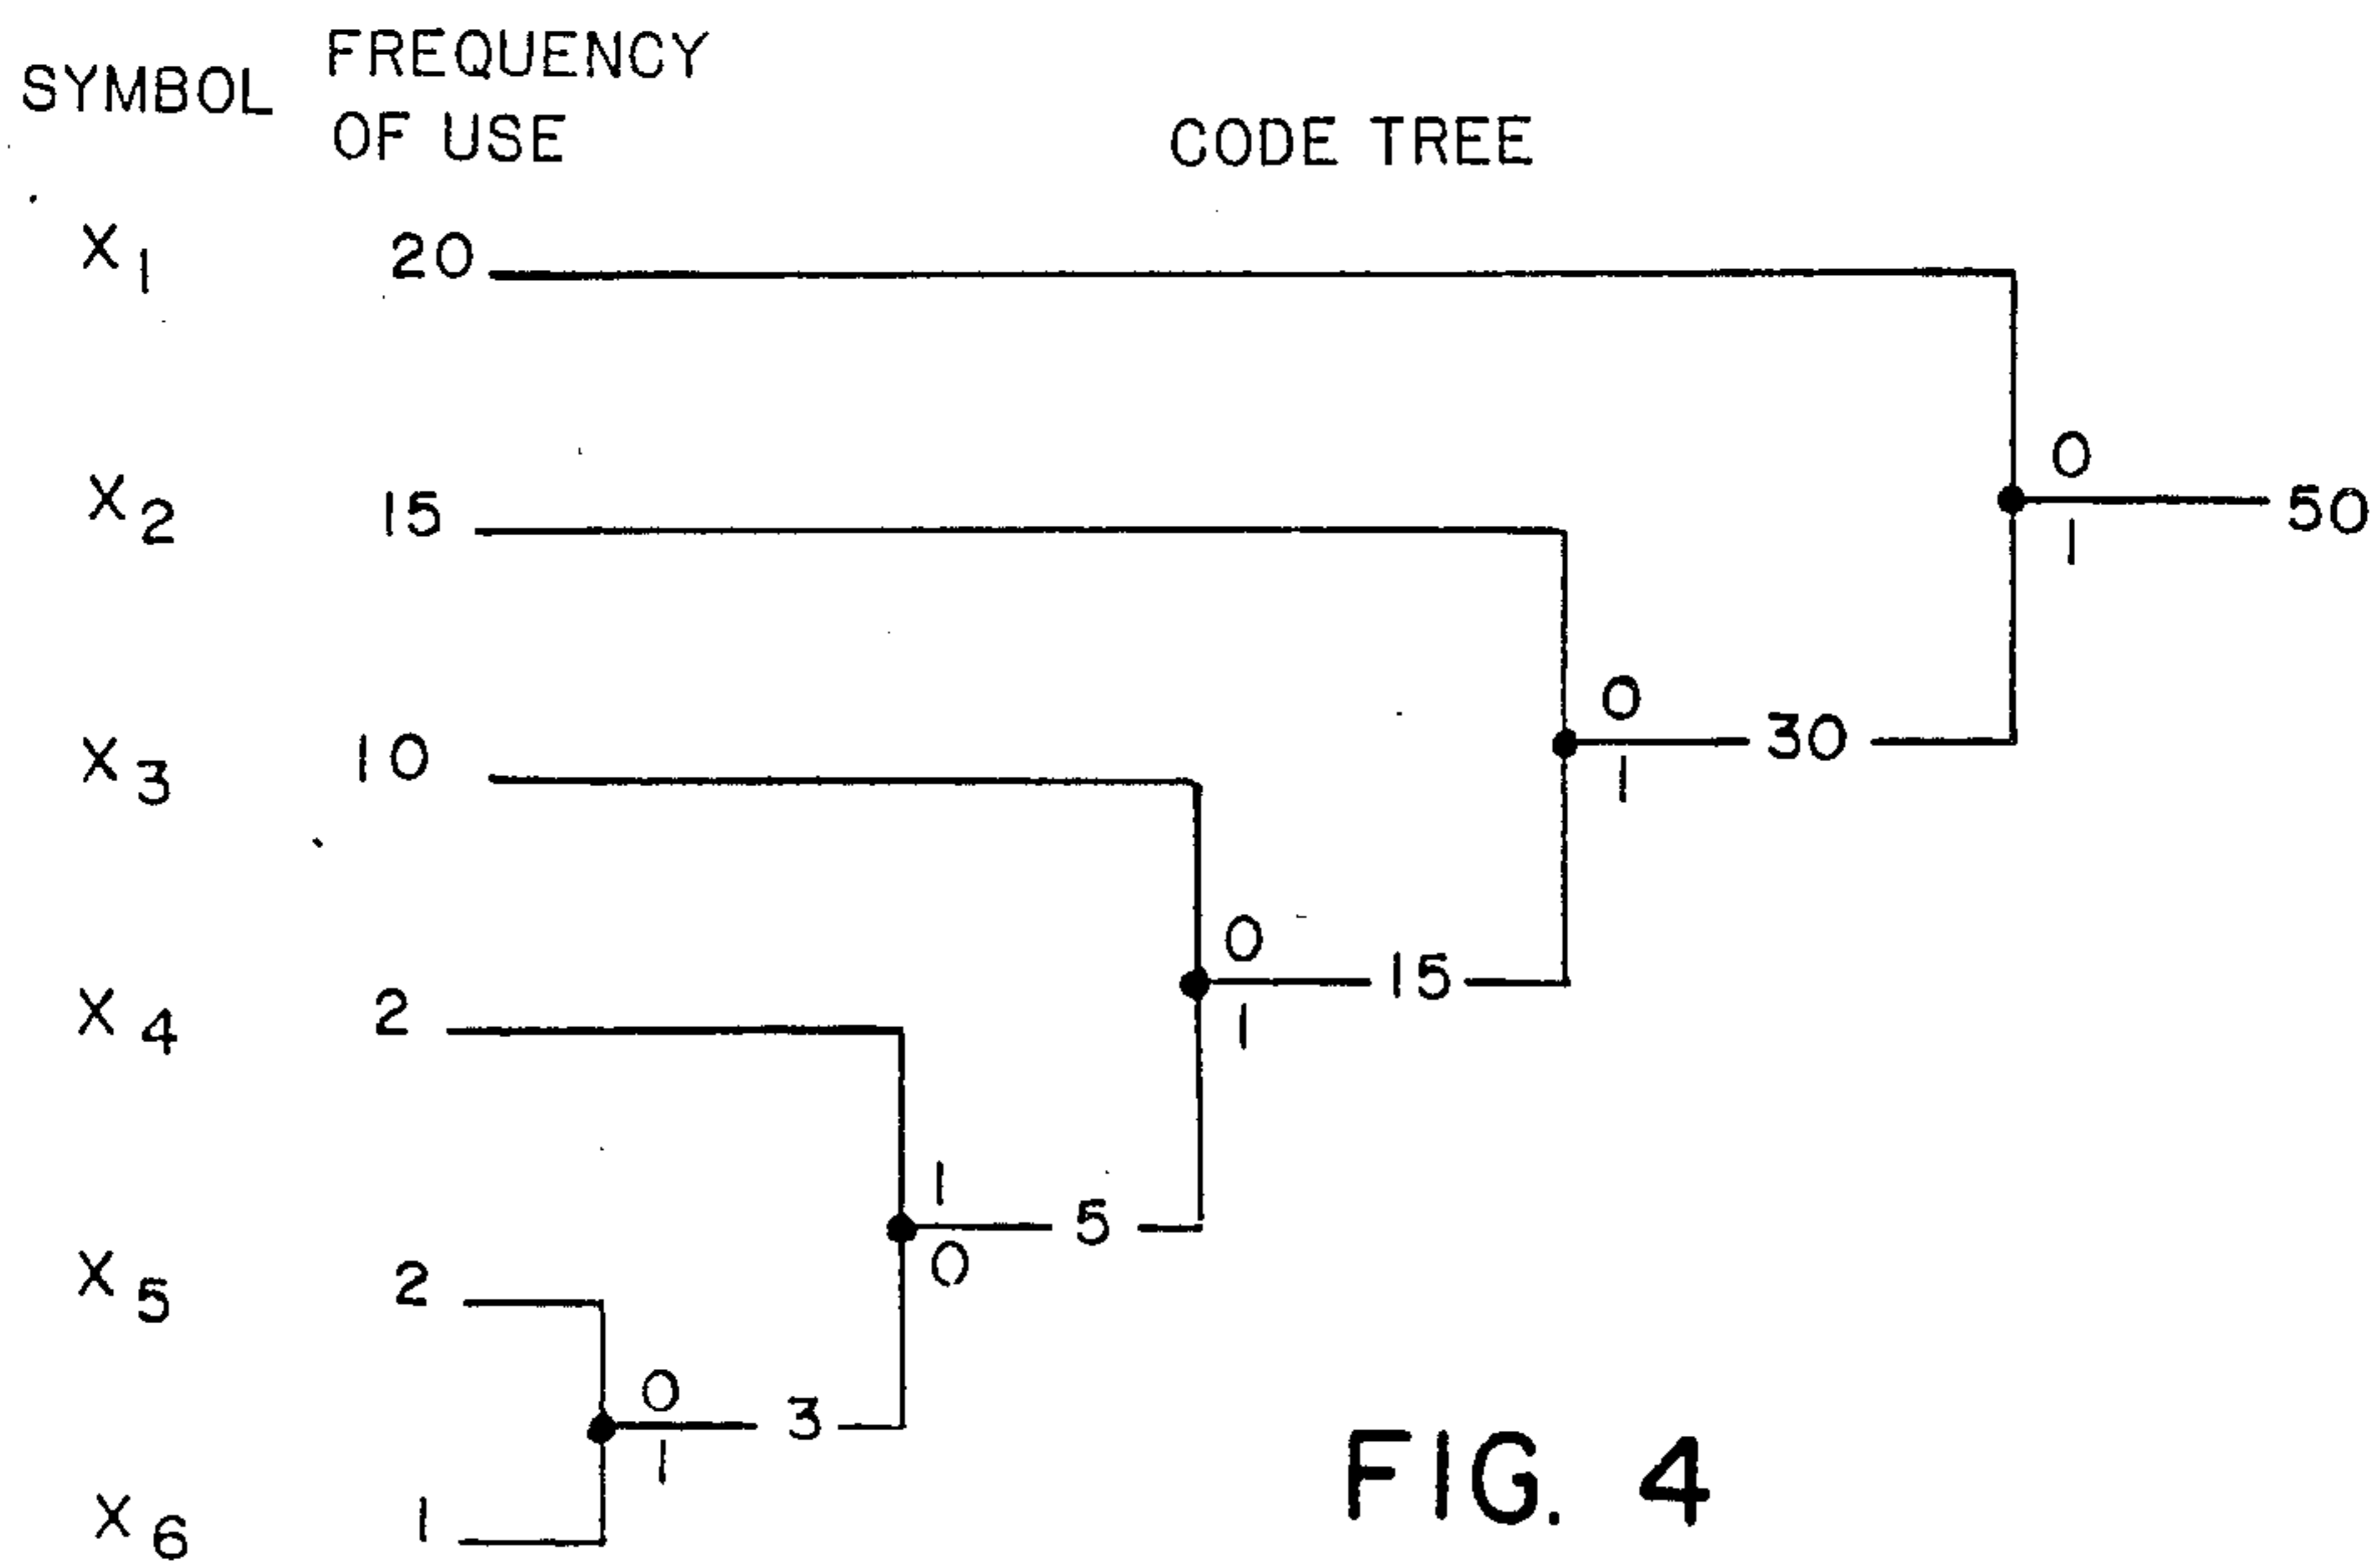 SYMBOL
FREQUENCY
OF USE
CODE TREE
X1 20
0
X2 15 50
1
0
X3 10 30
1
0
15
X4 2
1
1
5
0
X5 2
0
3
1
X6 1
FIG. 4